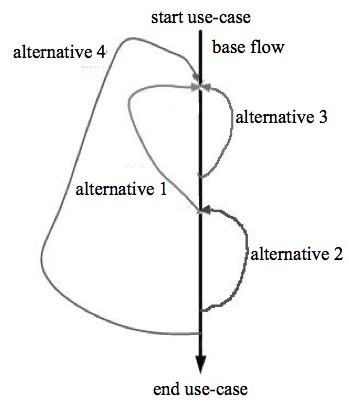 start use-case
base flow
alternative 4
alternative 3
alternative 1
alternative 2
end use-case